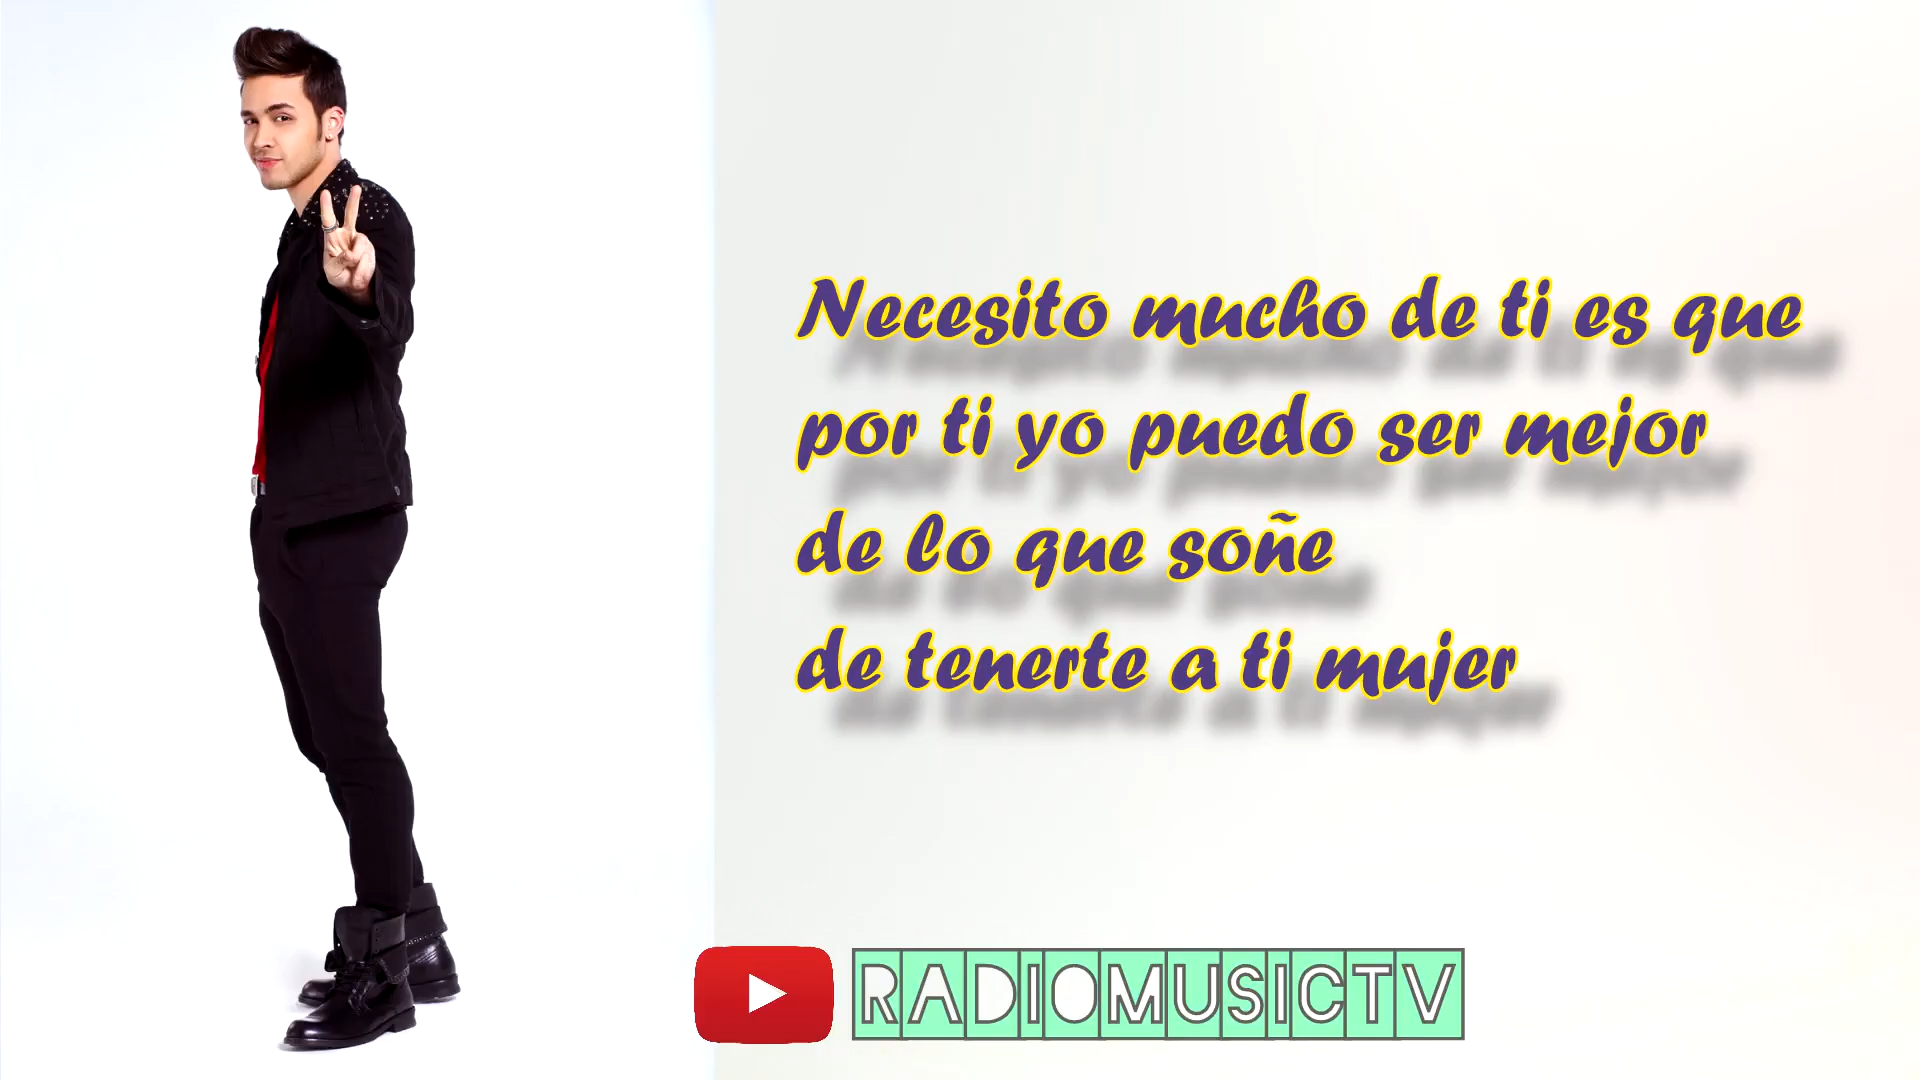 Necesito mucho de ti es que
por ti yo puedo ser mejor
de lo que soñe
de tenerte a ti mujer
RADIOMUSICTV